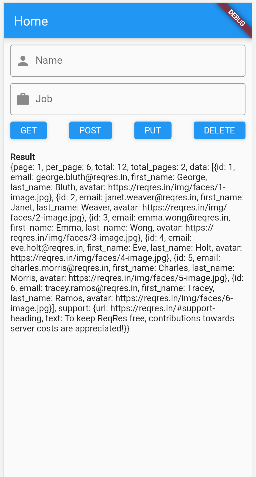 Home
DEBUG
Name
Job
GET POST PUT DELETE
Result
{page: 1, per_page: 6, total: 12, total_pages: 2, data: [{id: 1,
email: george.bluth@reqres.in, first_name: George,
last_name: Bluth, avatar: https://reqres.in/img/faces/1-
image.jpg}, {id: 2, email: janet.weaver@reqres.in, first_name:
Janet, last_name: Weaver, avatar: https://reqres.in/img/
faces/2-image.jpg}, {id: 3, email: emma.wong@reqres.in,
first_name: Emma, last_name: Wong, avatar: https://
reqres.in/img/faces/3-image.jpg}, {id: 4, email:
eve.holt@reqres.in, first_name: Eve, last_name: Holt, avatar:
https://reqres.in/img/faces/4-image.jpg}, {id: 5, email:
charles.morris@reqres.in, first_name: Charles, last_name:
Morris, avatar: https://reqres.in/img/faces/5-image.jpg}, {id:
6, email: tracey.ramos@reqres.in, first_name: Tracey,
last_name: Ramos, avatar: https://reqres.in/img/faces/6-
image.jpg}], support: {url: https://reqres.in/#support-
heading, text: To keep ReqRes free, contributions towards
server costs are appreciated!}}